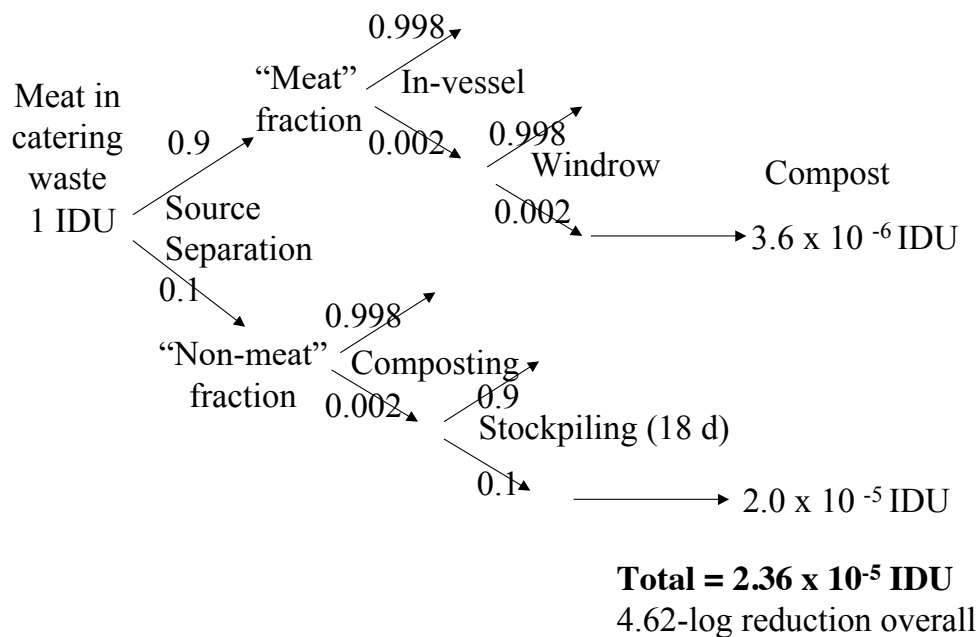 0.998
“Meat”
fraction
In-vessel
0.002
Meat in
catering
waste
1 IDU
0.9
0.998
Windrow
0.002
Compost
3.6 x 10 -6 IDU
Source
Separation
0.1
0.998
“Non-meat”
fraction
Composting
0.002
0.9
Stockpiling (18 d)
0.1
2.0 x 10 -5 IDU
Total = 2.36 x 10-5 IDU
4.62-log reduction overall